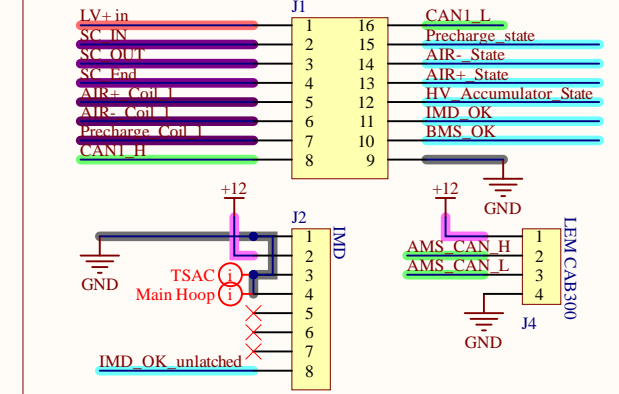 J1
LV+ in 1 16 CAN1_L
SC_IN 2 15 Precharge_state
SC_OUT 3 14 AIR-_State
SC_End 4 13 AIR+_State
AIR+_Coil_1 5 12 HV_Accumulator_State
AIR-_Coil_1 6 11 IMD_OK
Precharge_Coil_1 7 10 BMS_OK
CAN1_H 8 9
GND
+12
J2
IMD
1
2
GND
TSAC i 3
Main Hoop i 4
5
6
7
IMD_OK_unlatched 8
+12
LEM CAB300
1
AMS_CAN_H 2
AMS_CAN_L 3
4
J4
GND